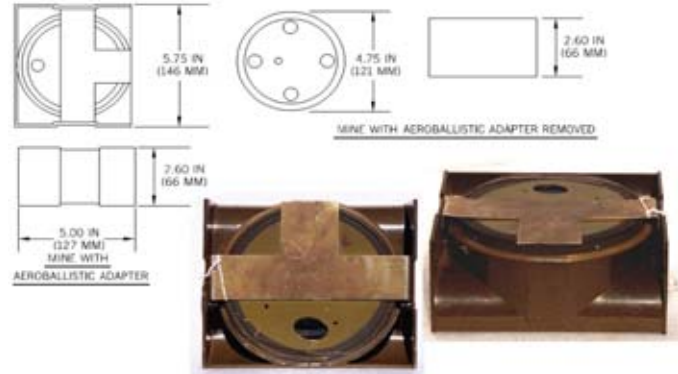 5.75 IN
(146 MM)
4.75 IN
(121 MM)
2.60 IN
(66 MM)
MINE WITH AEROBALLISTIC ADAPTER REMOVED
2.60 IN
(66 MM)
5.00 IN
(127 MM)
MINE WITH
AEROBALLISTIC ADAPTER